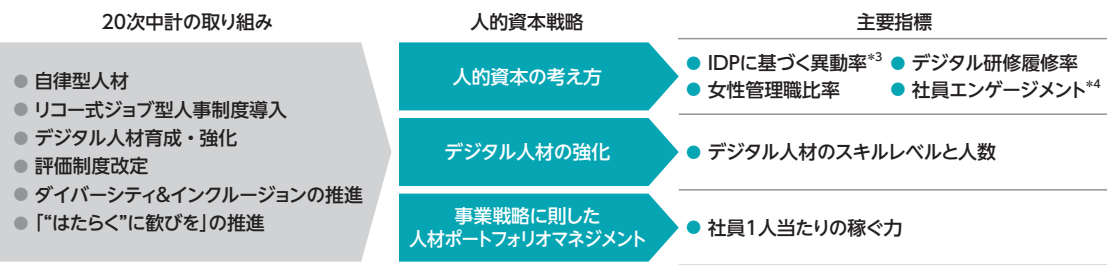 20次中計の取り組み
● 自律型人材
● リコー式ジョブ型人事制度導入
● デジタル人材育成・強化
● 評価制度改定
● ダイバーシティ&インクルージョンの推進
● 「“はたらく”に歓びを」の推進
人的資本戦略
主要指標
人的資本の考え方
● IDPに基づく異動率*3 ● デジタル研修履修率
● 女性管理職比率 ● 社員エンゲージメント*4
デジタル人材の強化
● デジタル人材のスキルレベルと人数
事業戦略に則した
人材ポートフォリオマネジメント
● 社員1人当たりの稼ぐ力